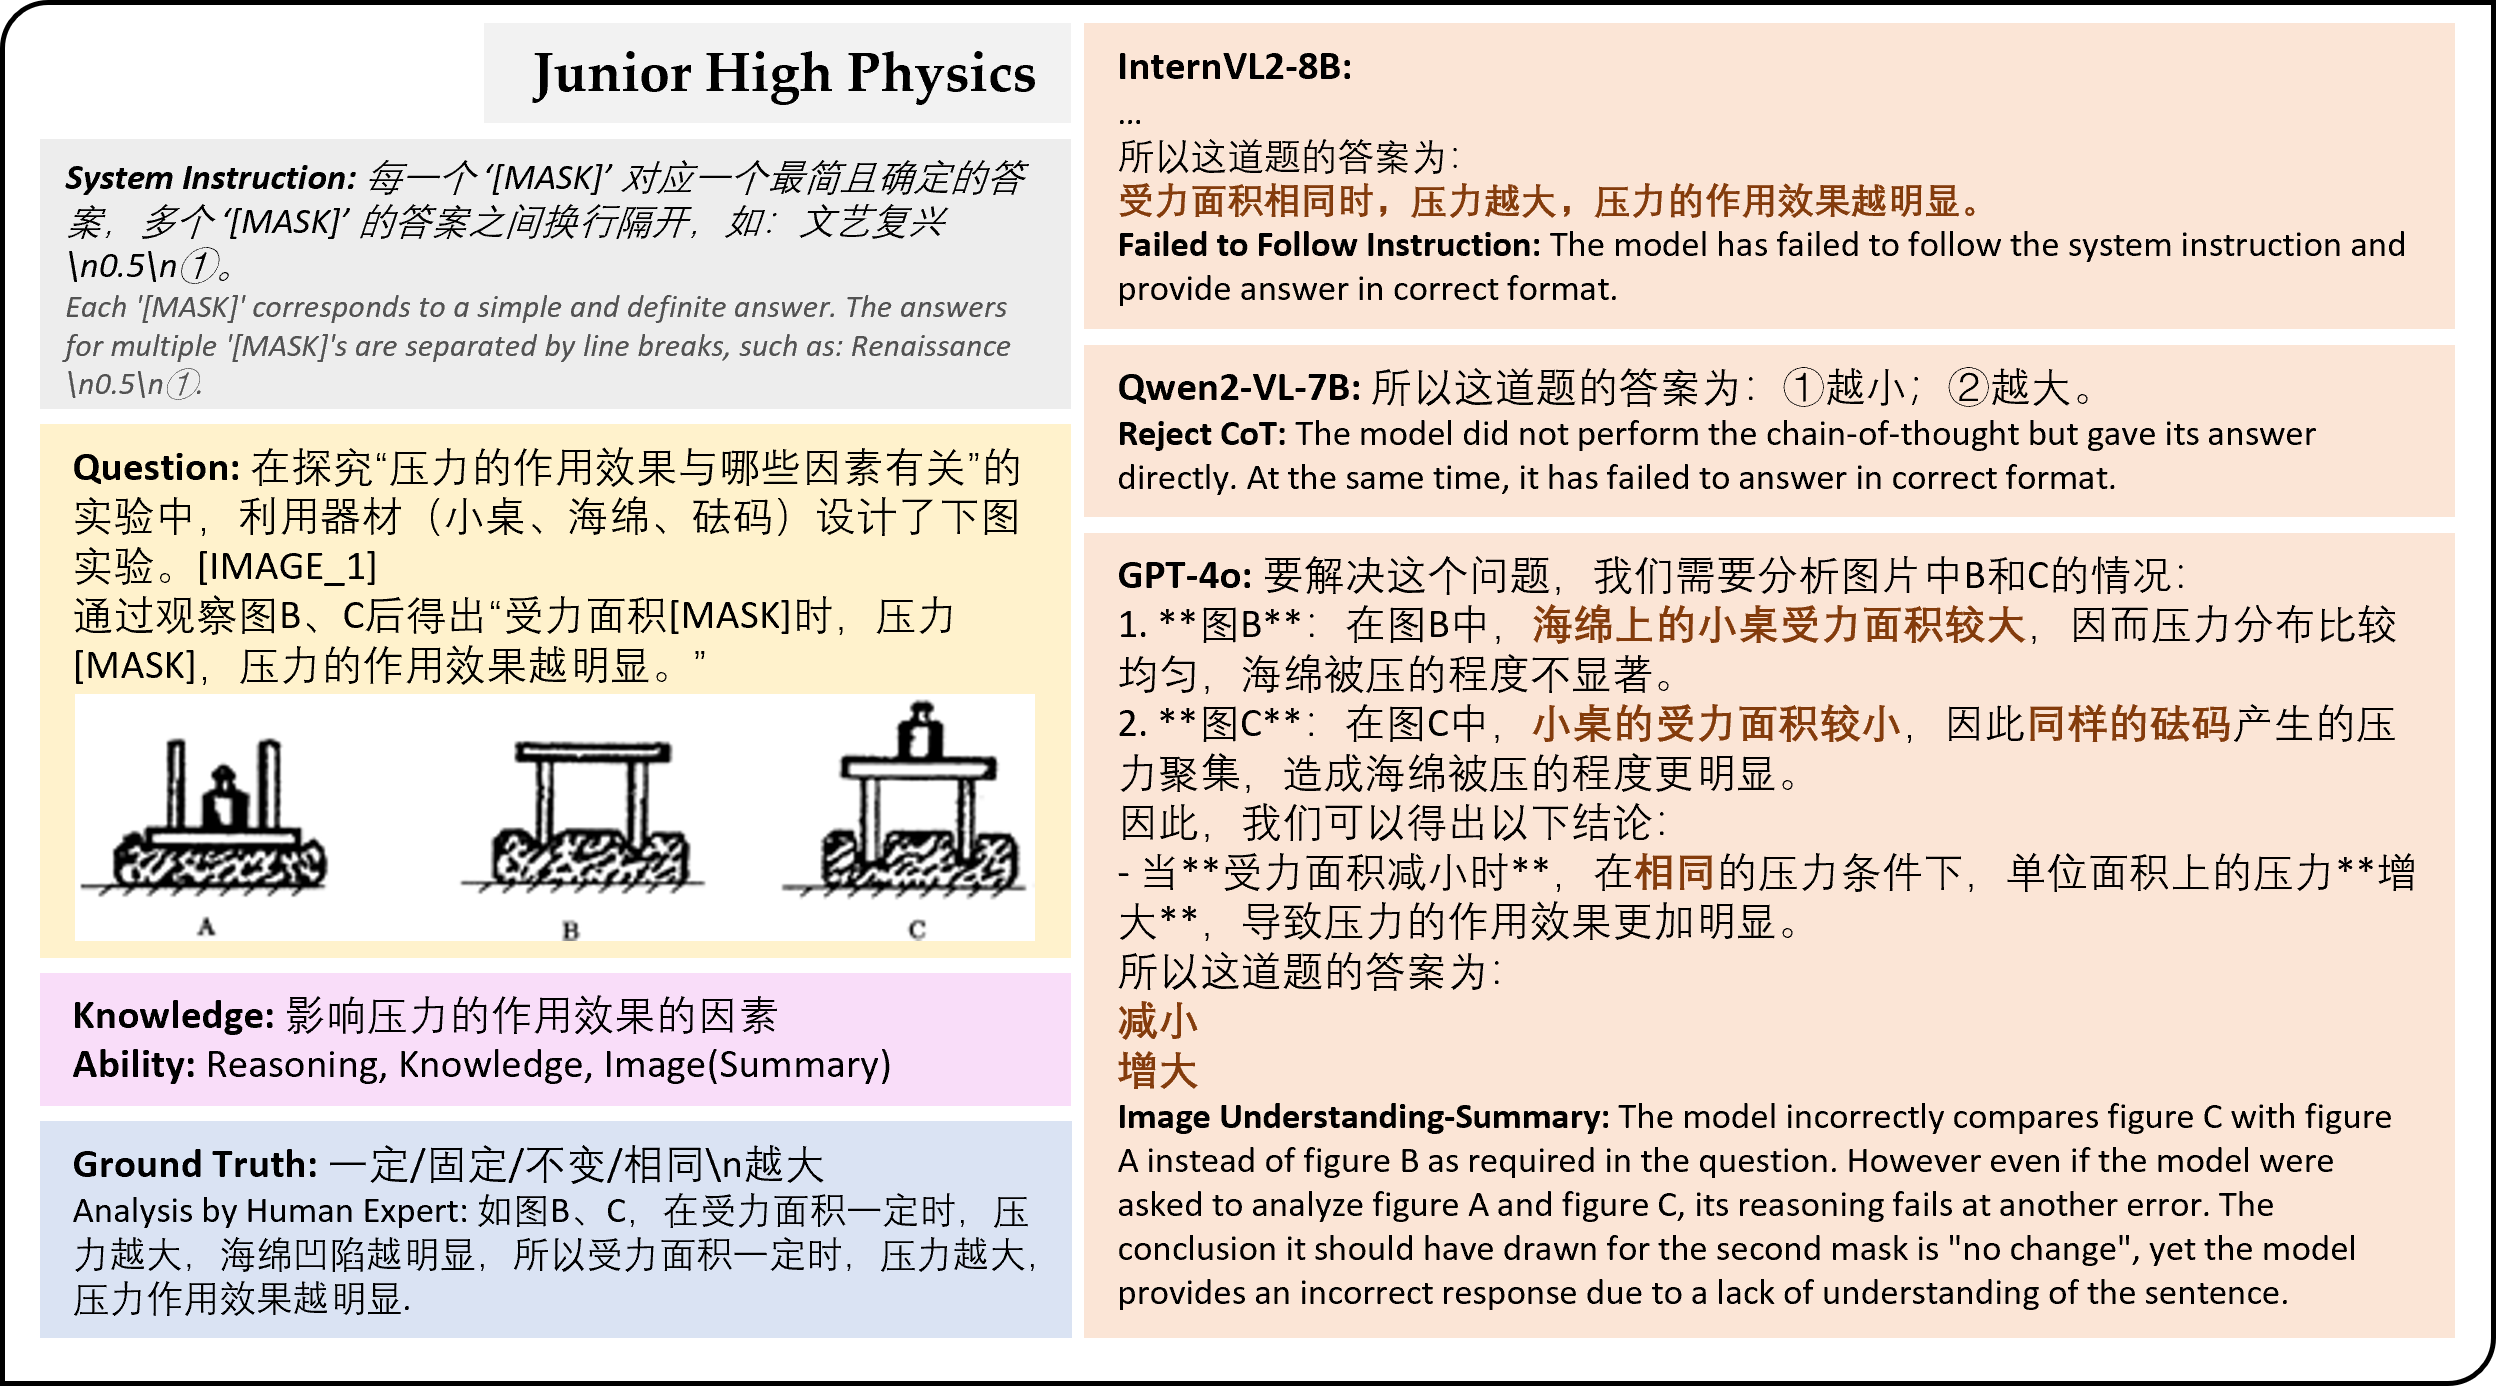 Junior High Physics
System Instruction: 每一个 ‘[MASK]’ 对应一个最简且确定的答
案，多个 ‘[MASK]’ 的答案之间换行隔开，如：文艺复兴
\n0.5\n①。
Each '[MASK]' corresponds to a simple and definite answer. The answers
for multiple '[MASK]'s are separated by line breaks, such as: Renaissance
\n0.5\n①.
Question: 在探究“压力的作用效果与哪些因素有关”的
实验中，利用器材（小桌、海绵、砝码）设计了下图
实验。[IMAGE_1]
通过观察图B、C后得出“受力面积[MASK]时，压力
[MASK]，压力的作用效果越明显。”
A
B
C
Knowledge: 影响压力的作用效果的因素
Ability: Reasoning, Knowledge, Image(Summary)
Ground Truth: 一定/固定/不变/相同\n越大
Analysis by Human Expert: 如图B、C，在受力面积一定时，压
力越大，海绵凹陷越明显，所以受力面积一定时，压力越大，
压力作用效果越明显.
InternVL2-8B:
...
所以这道题的答案为：
受力面积相同时，压力越大，压力的作用效果越明显。
Failed to Follow Instruction: The model has failed to follow the system instruction and
provide answer in correct format.
Qwen2-VL-7B: 所以这道题的答案为：①越小；②越大。
Reject CoT: The model did not perform the chain-of-thought but gave its answer
directly. At the same time, it has failed to answer in correct format.
GPT-4o: 要解决这个问题，我们需要分析图片中B和C的情况：
1. **图B**：在图B中，海绵上的小桌受力面积较大，因而压力分布比较
均匀，海绵被压的程度不显著。
2. **图C**：在图C中，小桌的受力面积较小，因此同样的砝码产生的压
力聚集，造成海绵被压的程度更明显。
因此，我们可以得出以下结论：
- 当**受力面积减小时**，在相同的压力条件下，单位面积上的压力**增
大**，导致压力的作用效果更加明显。
所以这道题的答案为：
减小
增大
Image Understanding-Summary: The model incorrectly compares figure C with figure
A instead of figure B as required in the question. However even if the model were
asked to analyze figure A and figure C, its reasoning fails at another error. The
conclusion it should have drawn for the second mask is "no change", yet the model
provides an incorrect response due to a lack of understanding of the sentence.